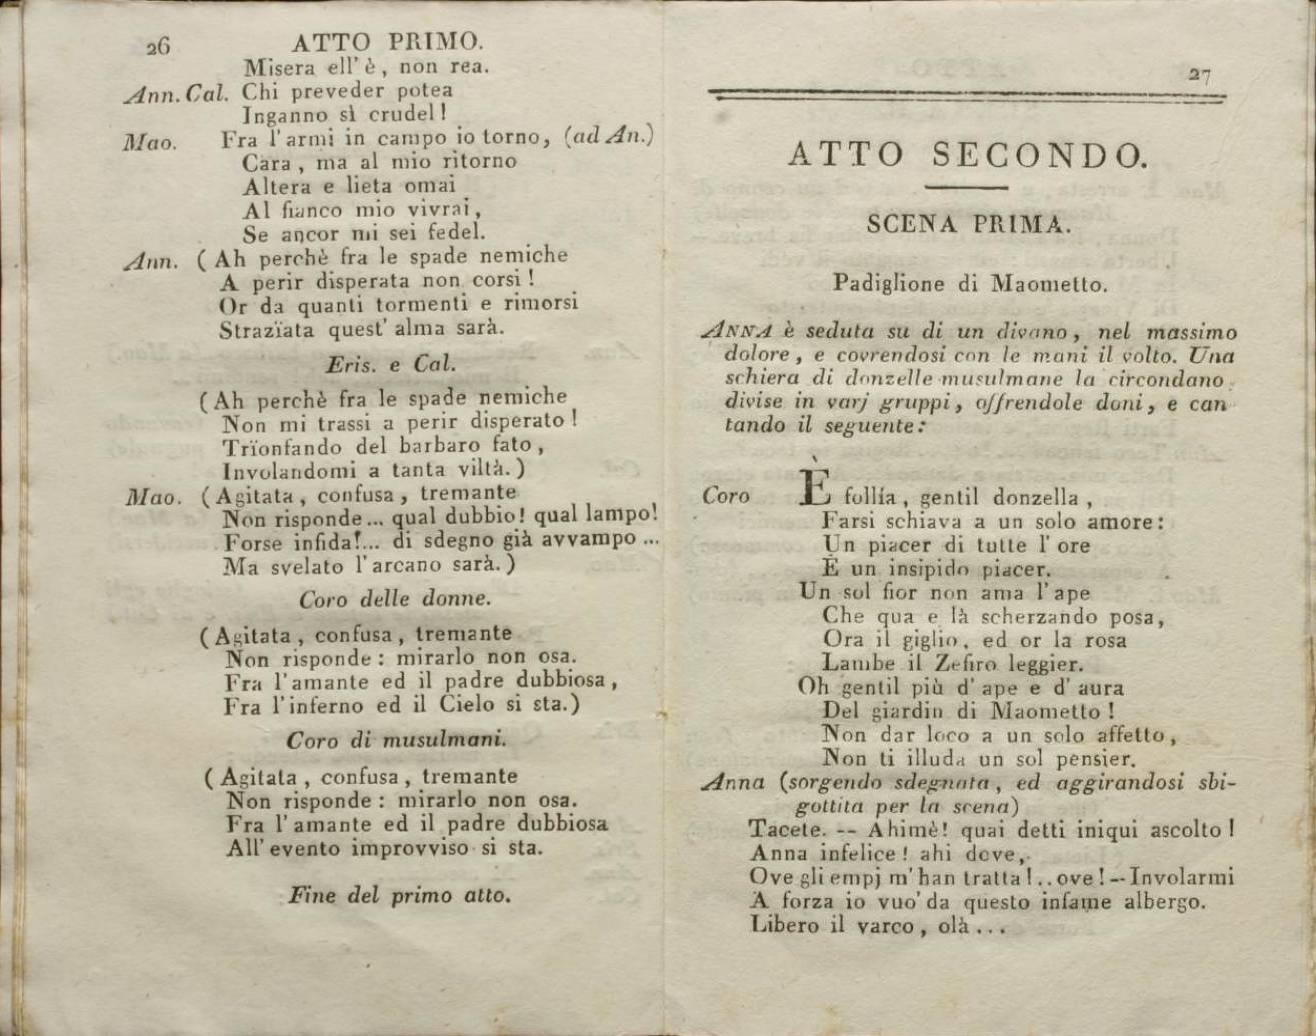 26 ATTO PRIMO.
Misera ell' è, non rea.
Ann. Cal. Chi preveder potea
Inganno sì crudel!
Mao. Fra l'armi in campo io torno, (ad An.)
Cara, ma al mio ritorno
Altera e lieta omai
Al fianco mio vivrai,
Se ancor mi sei fedel.
Ann. (Ah perchè fra le spade nemiche
A perir disperata non corsi!
Or da quanti tormenti e rimorsi
Strazïata quest' alma sarà.
Eris. e Cal.
(Ah perchè fra le spade nemiche
Non mi trassi a perir disperato!
Trïonfando del barbaro fato,
Involandomi a tanta viltà.)
Mao. (Agitata, confusa, tremante
Non risponde... qual dubbio! qual lampo!
Forse infida!... di sdegno già avvampo ...
Ma svelato l'arcano sarà.)
Coro delle donne.
(Agitata, confusa, tremante
Non risponde: mirarlo non osa.
Fra l'amante ed il padre dubbiosa,
Fra l'inferno ed il Cielo si sta.)
Coro di musulmani.
(Agitata, confusa, tremante
Non risponde: mirarlo non osa.
Fra l'amante ed il padre dubbiosa
All' evento improvviso si sta.
Fine del primo atto.
27
ATTO SECONDO.
SCENA PRIMA.
Padiglione di Maometto.
ANNA è seduta su di un divano, nel massimo
dolore, e covrendosi con le mani il volto. Una
schiera di donzelle musulmane la circondano
divise in varj gruppi, offrendole doni, e can
tando il seguente:
Coro È follía, gentil donzella,
Farsi schiava a un solo amore:
Un piacer di tutte l'ore
È un insipido piacer.
Un sol fior non ama l'ape
Che qua e là scherzando posa,
Ora il giglio, ed or la rosa
Lambe il Zefiro leggier.
Oh gentil più d'ape e d'aura
Del giardin di Maometto!
Non dar loco a un solo affetto,
Non ti illuda un sol pensier.
Anna (sorgendo sdegnata, ed aggirandosi sbi-
gottita per la scena)
Tacete. -- Ahimè! quai detti iniqui ascolto!
Anna infelice! ahi dove,
Ove gli empj m'han tratta!..ove!--Involarmi
A forza io vuo' da questo infame albergo.
Libero il varco, olà...